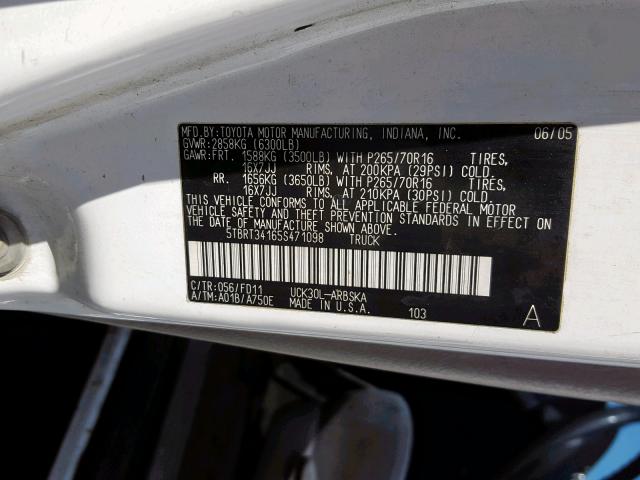 MFD.BY:TOYOTA MOTOR MANUFACTURING, INDIANA, INC. 06/05
GVWR:2858KG (6300LB)
GAWR:FRT. 1588KG (3500LB) WITH P265/70R16 TIRES,
16X7JJ RIMS, AT 200KPA (29PSI) COLD
RR. 1656KG (3650LB) WITH P265/70R16 TIRES,
16X7JJ RIMS, AT 210KPA (30PSI) COLD
THIS VEHICLE CONFORMS TO ALL APPLICABLE FEDERAL MOTOR
VEHICLE SAFETY AND THEFT PREVENTION STANDARDS IN EFFECT
ON THE DATE OF MANUFACTURE SHOWN ABOVE.
5TBRT34165S471098 TRUCK
C/TR:056/FD11 UCK30L-ARBSKA
A/TM:A01B/A750E MADE IN U.S.A. 103 A